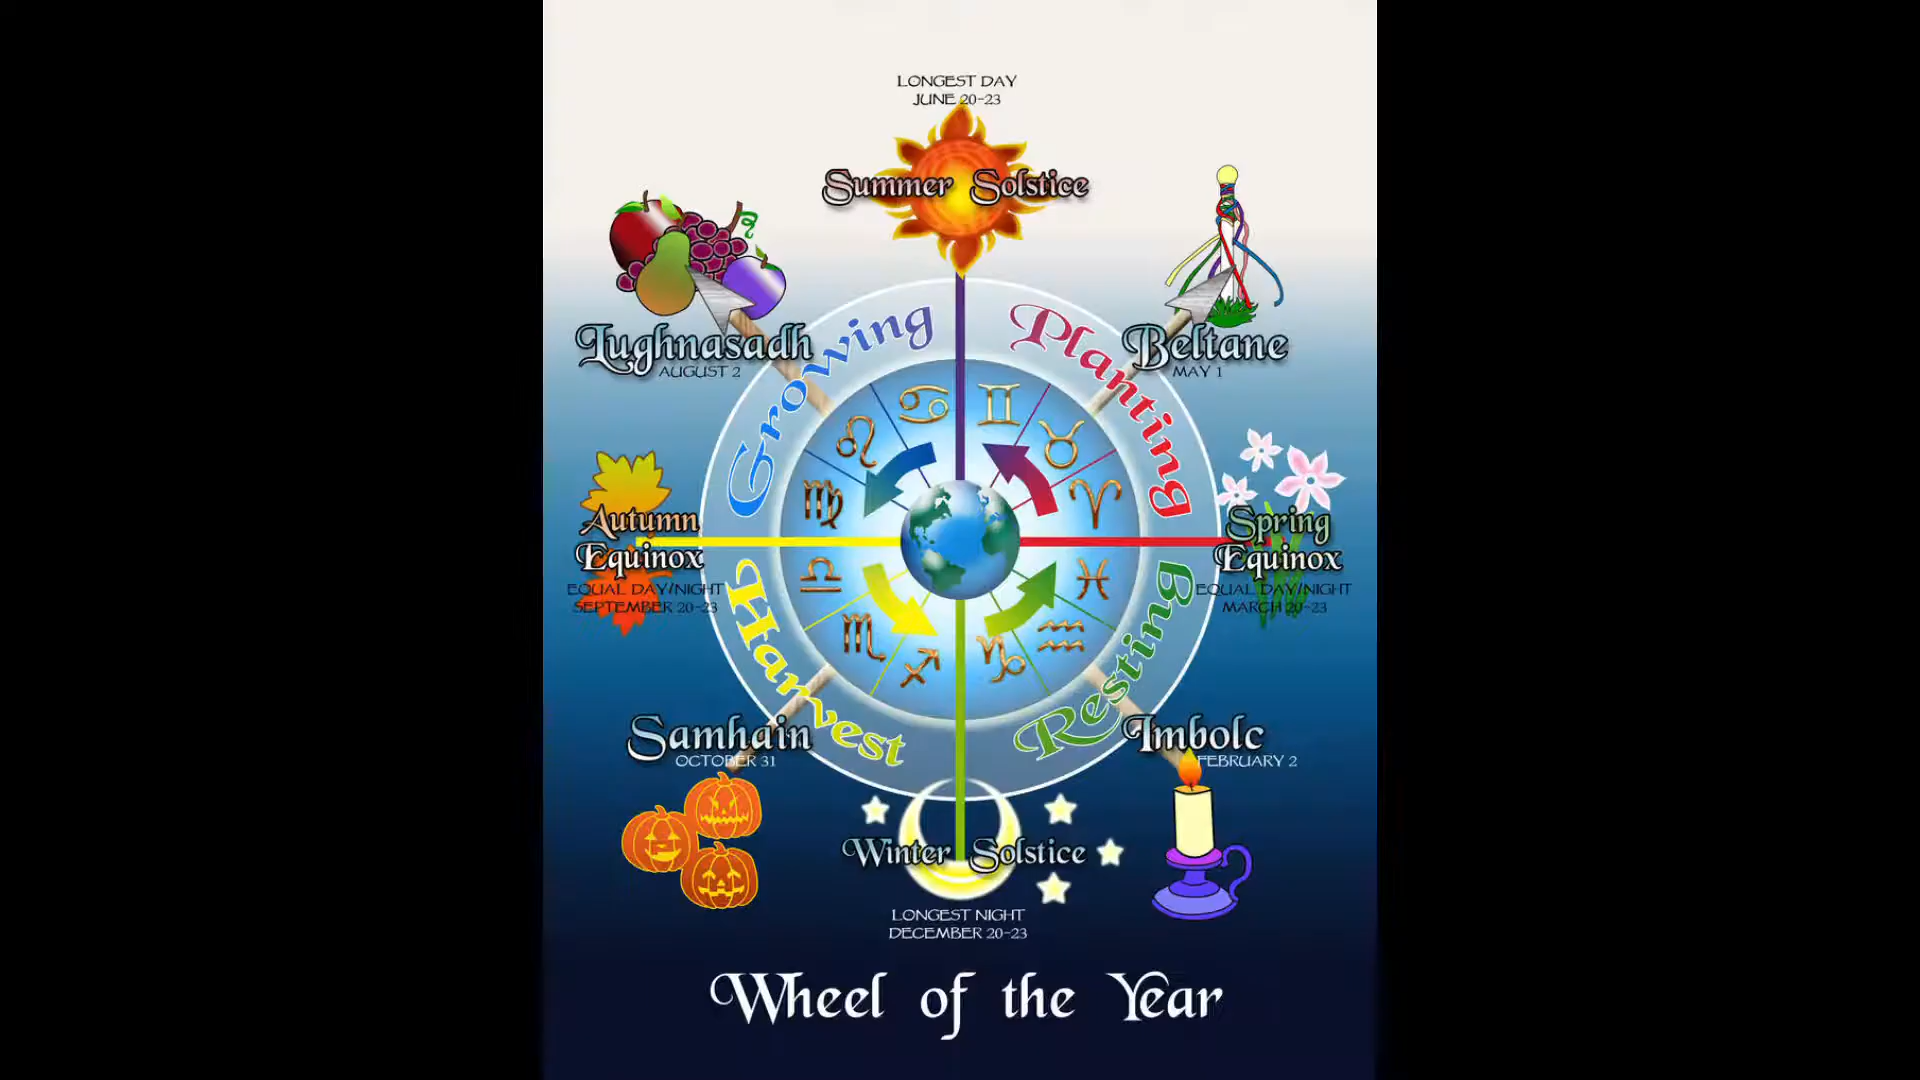 LONGEST DAY
JUNE 20-23
Summer Solstice
Lughnasadh
AUGUST 2
Beltane
MAY 1
Growing
Planting
Autumn
Equinox
EQUAL DAY/NIGHT
SEPTEMBER 20-23
Spring
Equinox
EQUAL DAY/NIGHT
MARCH 20-23
Harvest
Resting
Samhain
OCTOBER 31
Imbolc
FEBRUARY 2
Winter Solstice
LONGEST NIGHT
DECEMBER 20-23
Wheel of the Year